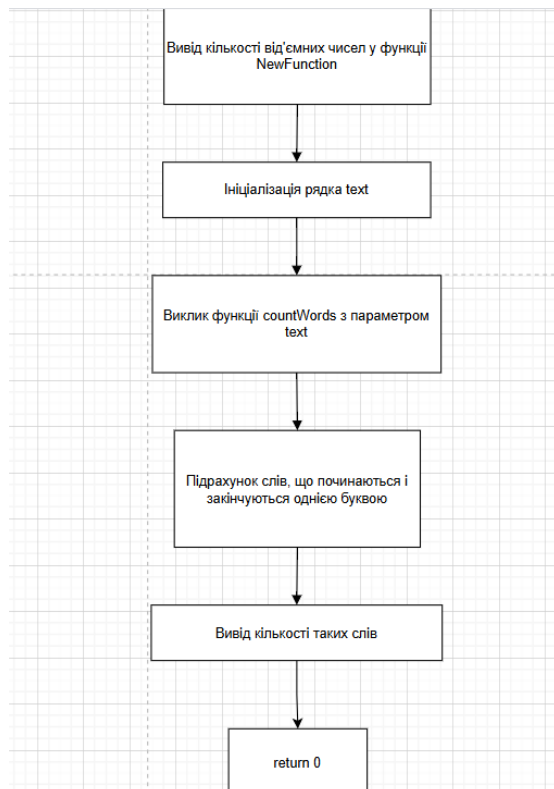 Вивід кількості від'ємних чисел у функції
NewFunction
Ініціалізація рядка text
Виклик функції countWords з параметром
text
Підрахунок слів, що починаються і
закінчуються однією буквою
Вивід кількості таких слів
return 0